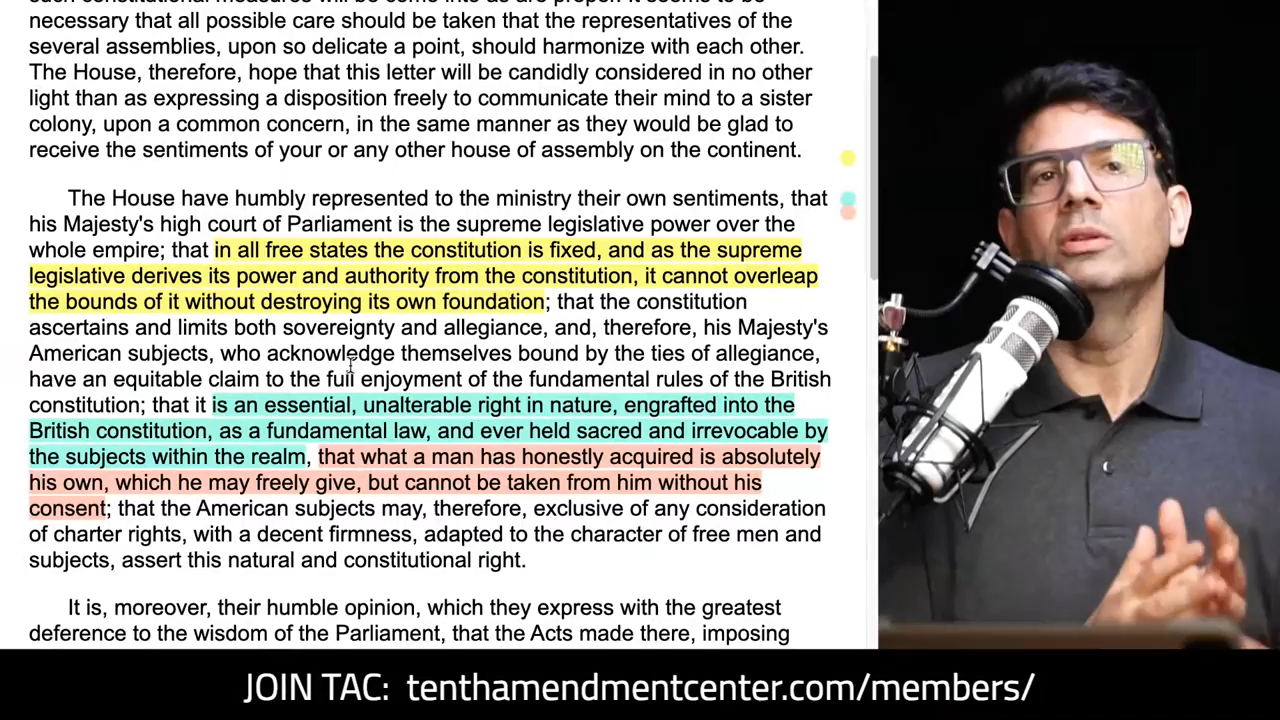 necessary that all possible care should be taken that the representatives of the
several assemblies, upon so delicate a point, should harmonize with each other.
The House, therefore, hope that this letter will be candidly considered in no other
light than as expressing a disposition freely to communicate their mind to a sister
colony, upon a common concern, in the same manner as they would be glad to
receive the sentiments of your or any other house of assembly on the continent.
The House have humbly represented to the ministry their own sentiments, that
his Majesty's high court of Parliament is the supreme legislative power over the
whole empire; that in all free states the constitution is fixed, and as the supreme
legislative derives its power and authority from the constitution, it cannot overleap
the bounds of it without destroying its own foundation; that the constitution
ascertains and limits both sovereignty and allegiance, and, therefore, his Majesty's
American subjects, who acknowledge themselves bound by the ties of allegiance,
have an equitable claim to the full enjoyment of the fundamental rules of the British
constitution; that it is an essential, unalterable right in nature, engrafted into the
British constitution, as a fundamental law, and ever held sacred and irrevocable by
the subjects within the realm, that what a man has honestly acquired is absolutely
his own, which he may freely give, but cannot be taken from him without his
consent; that the American subjects may, therefore, exclusive of any consideration
of charter rights, with a decent firmness, adapted to the character of free men and
subjects, assert this natural and constitutional right.
It is, moreover, their humble opinion, which they express with the greatest
deference to the wisdom of the Parliament, that the Acts made there, imposing
JOIN TAC: tenthamendmentcenter.com/members/